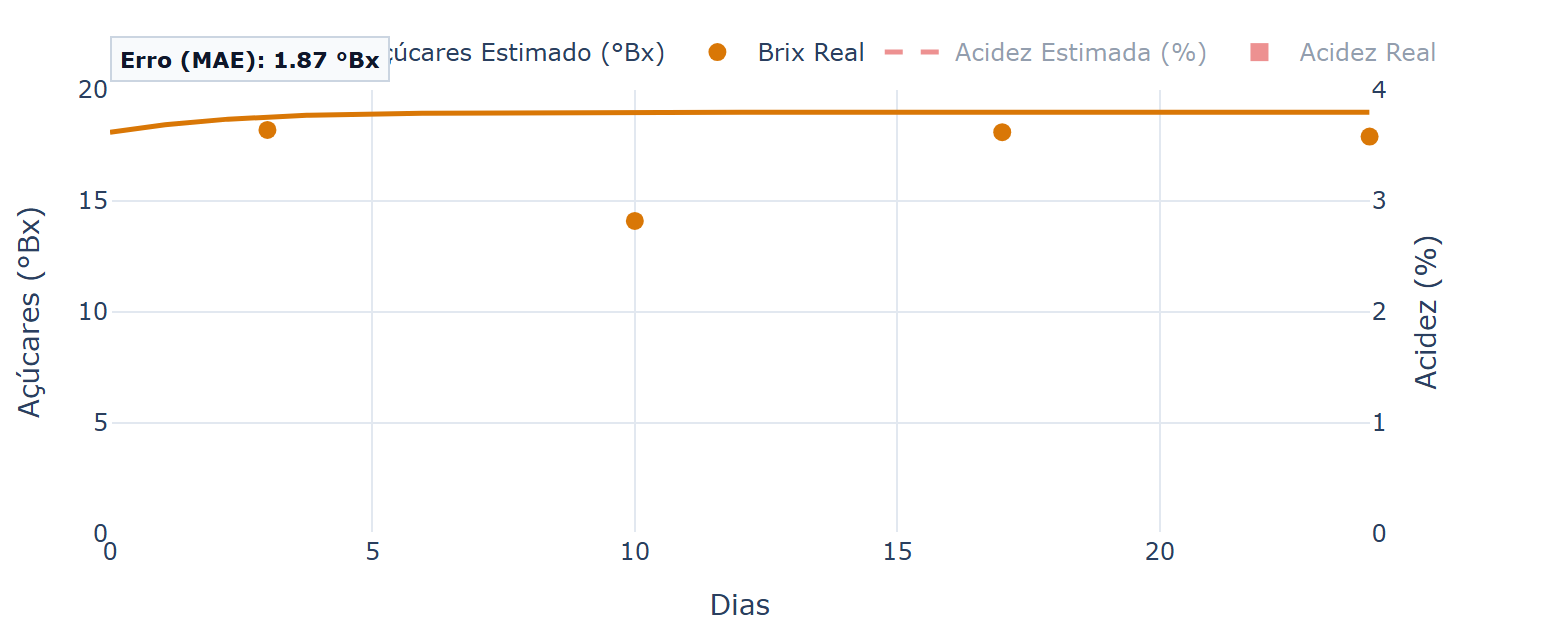 Erro (MAE): 1.87 °Bx
úcares Estimado (°Bx)
Brix Real
Acidez Estimada (%)
Acidez Real
20
15
10
5
0
Açúcares (°Bx)
4
3
2
1
0
Acidez (%)
0
5
10
15
20
Dias